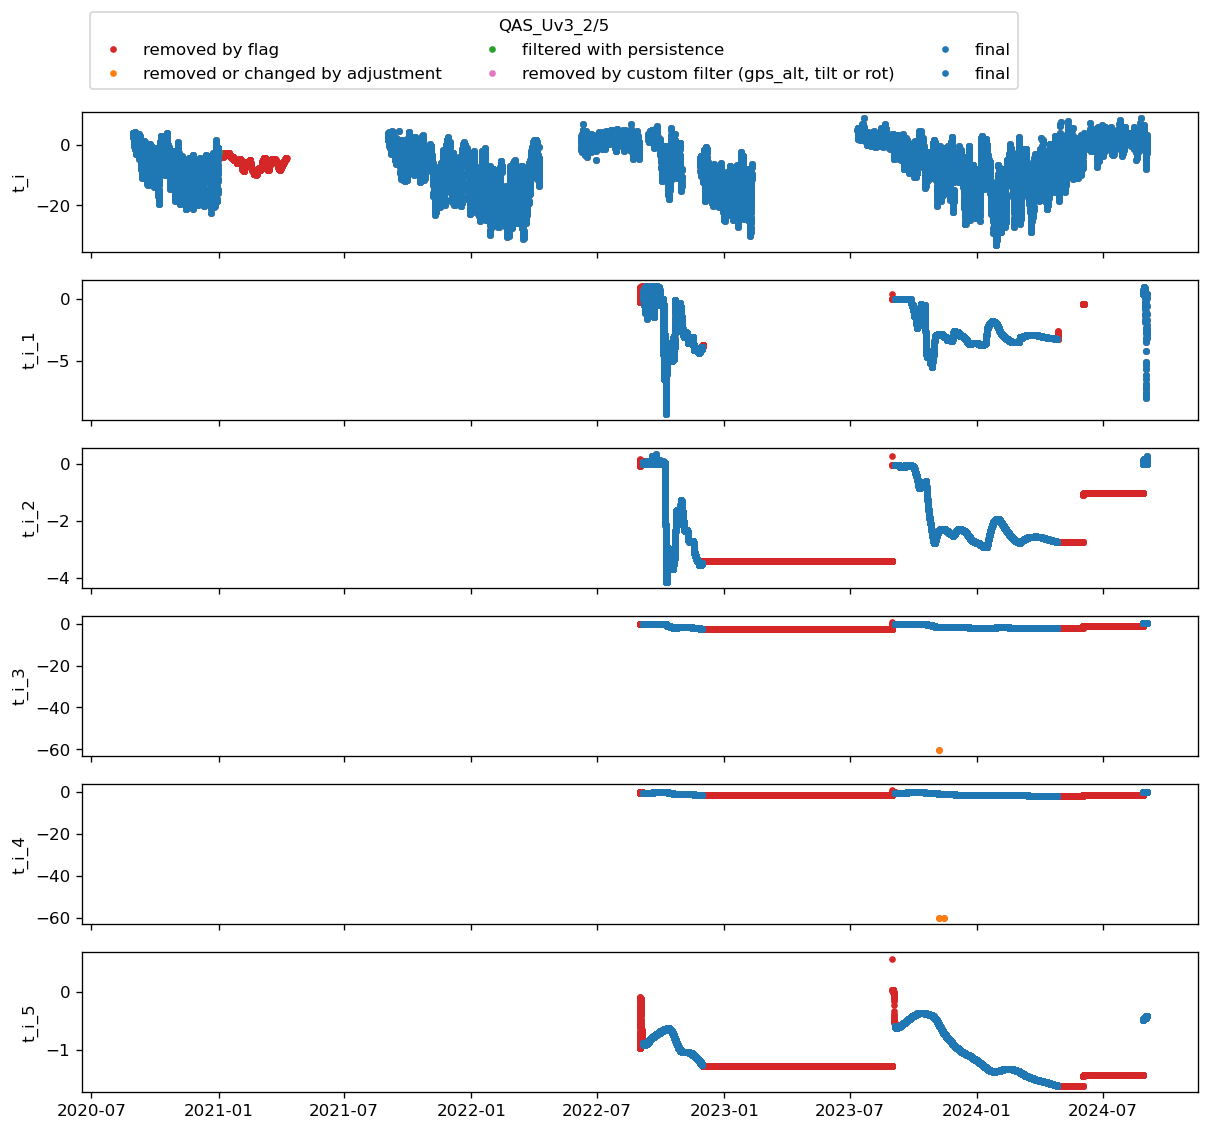 QAS_Uv3_2/5
removed by flag
filtered with persistence
final
removed or changed by adjustment
removed by custom filter (gps_alt, tilt or rot)
final
t_i
0
−20
t_i_1
0
−5
t_i_2
0
−2
−4
t_i_3
0
−20
−40
−60
t_i_4
0
−20
−40
−60
t_i_5
0
−1
2020-07 2021-01 2021-07 2022-01 2022-07 2023-01 2023-07 2024-01 2024-07